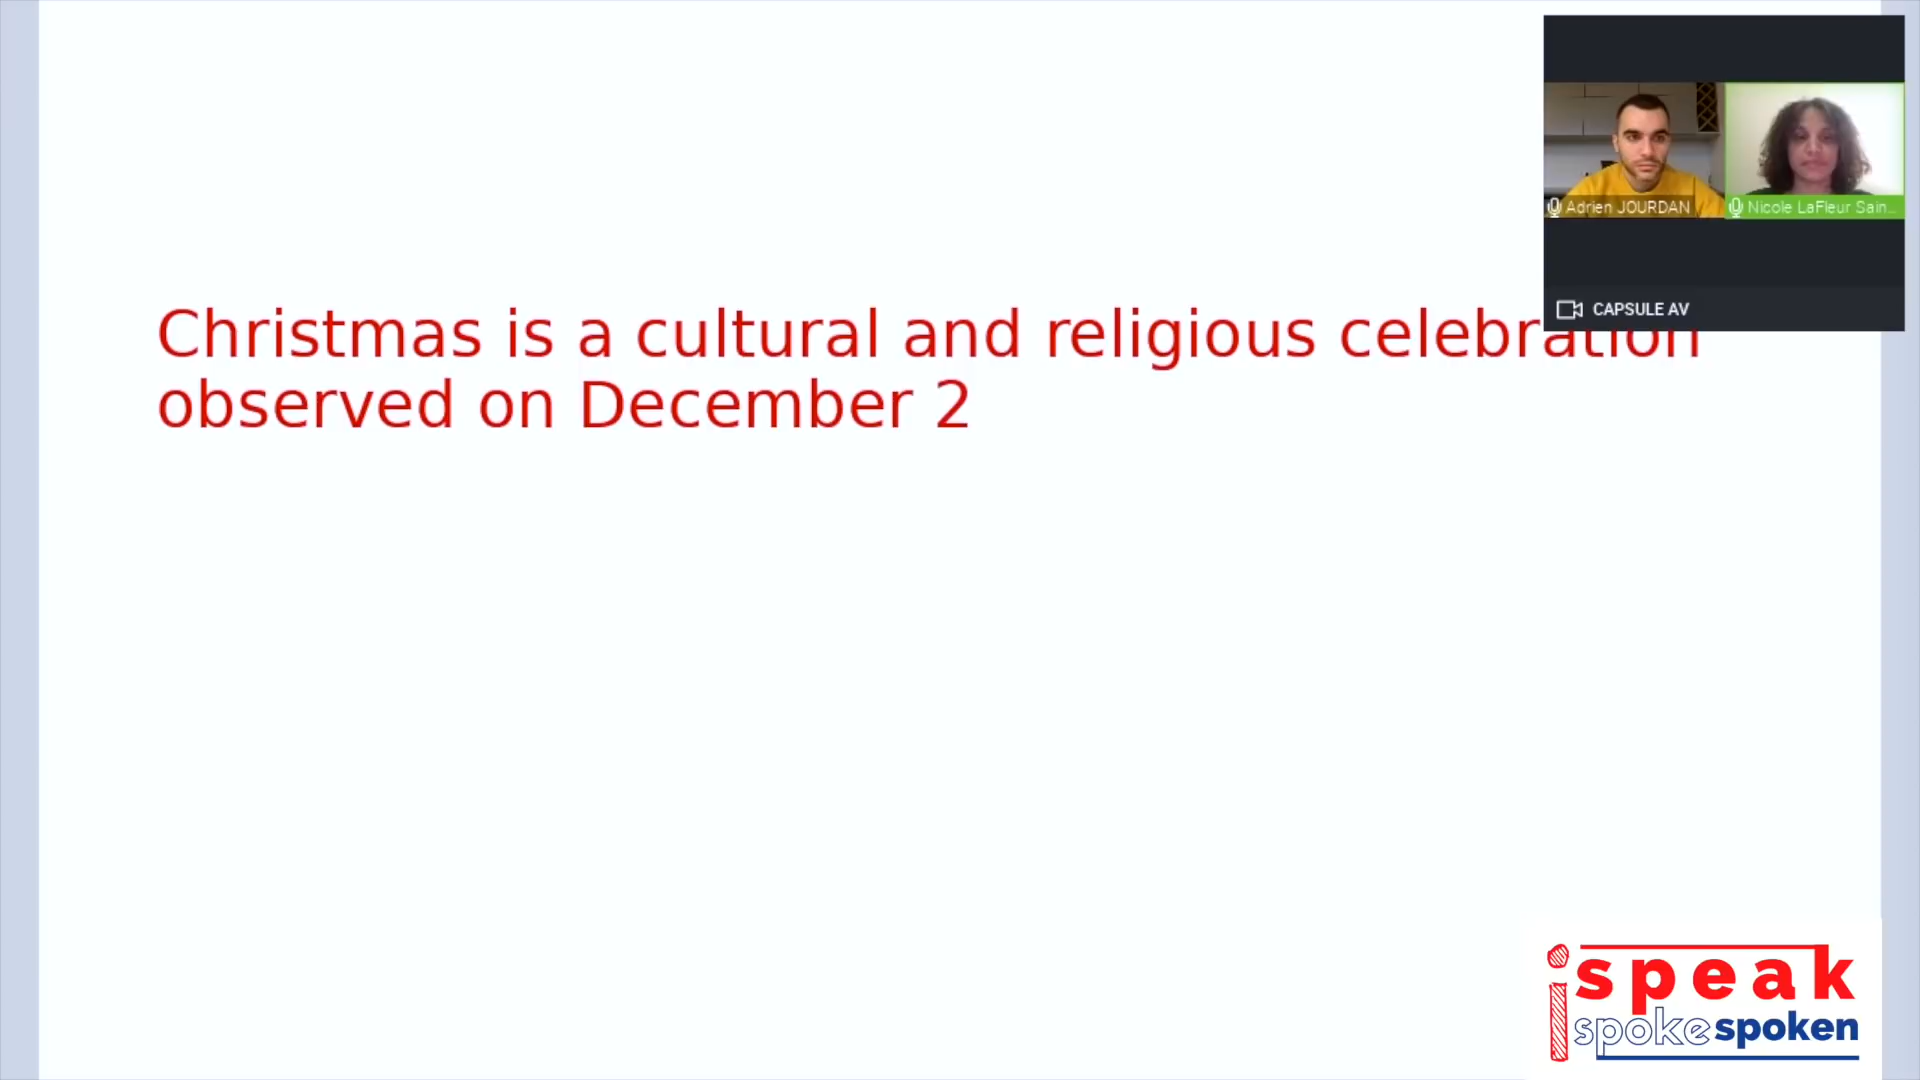 Adrien JOURDAN
Nicole LaFleur Sain...
CAPSULE AV
Christmas is a cultural and religious celebration
observed on December 2
speak
spoke spoken